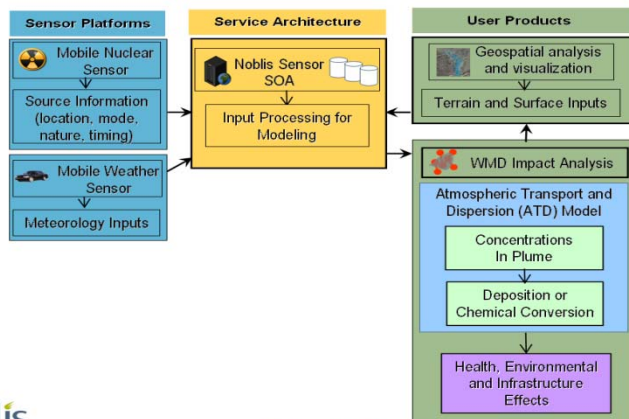 Sensor Platforms
Mobile Nuclear
Sensor
Source Information
(location, mode,
nature, timing)
Mobile Weather
Sensor
Meteorology Inputs
Service Architecture
Noblis Sensor
SOA
Input Processing for
Modeling
User Products
Geospatial analysis
and visualization
Terrain and Surface Inputs
WMD Impact Analysis
Atmospheric Transport and
Dispersion (ATD) Model
Concentrations
In Plume
Deposition or
Chemical Conversion
Health, Environmental
and Infrastructure
Effects
is